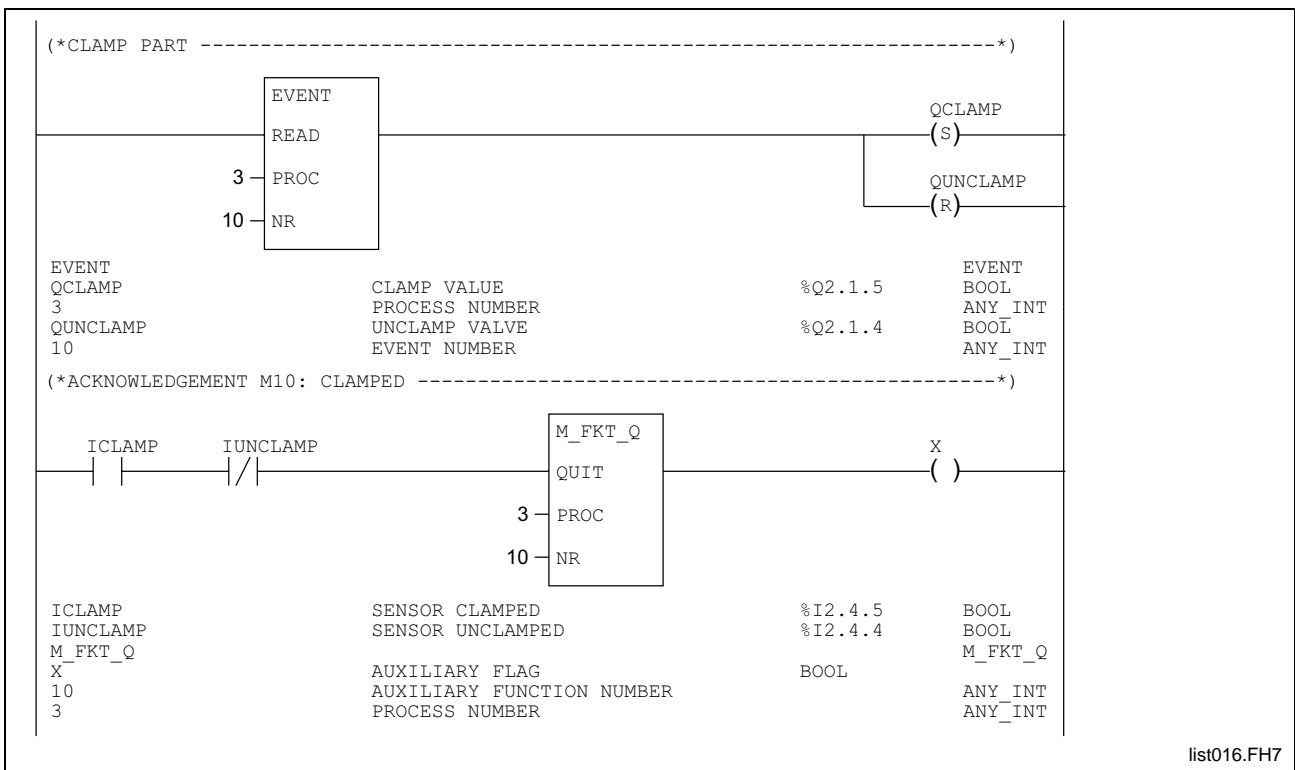 (*CLAMP PART ------------------------------------------------------------------*)
EVENT
QCLAMP
READ
(S)
3 PROC
QUNCLAMP
(R)
10 NR
EVENT EVENT
QCLAMP CLAMP VALUE %Q2.1.5 BOOL
3 PROCESS NUMBER ANY_INT
QUNCLAMP UNCLAMP VALVE %Q2.1.4 BOOL
10 EVENT NUMBER ANY_INT
(*ACKNOWLEDGEMENT M10: CLAMPED ------------------------------------------------*)
M_FKT_Q
ICLAMP IUNCLAMP X
QUIT
( )
3 PROC
10 NR
ICLAMP SENSOR CLAMPED %I2.4.5 BOOL
IUNCLAMP SENSOR UNCLAMPED %I2.4.4 BOOL
M_FKT_Q M_FKT_Q
X AUXILIARY FLAG BOOL
10 AUXILIARY FUNCTION NUMBER ANY_INT
3 PROCESS NUMBER ANY_INT
list016.FH7